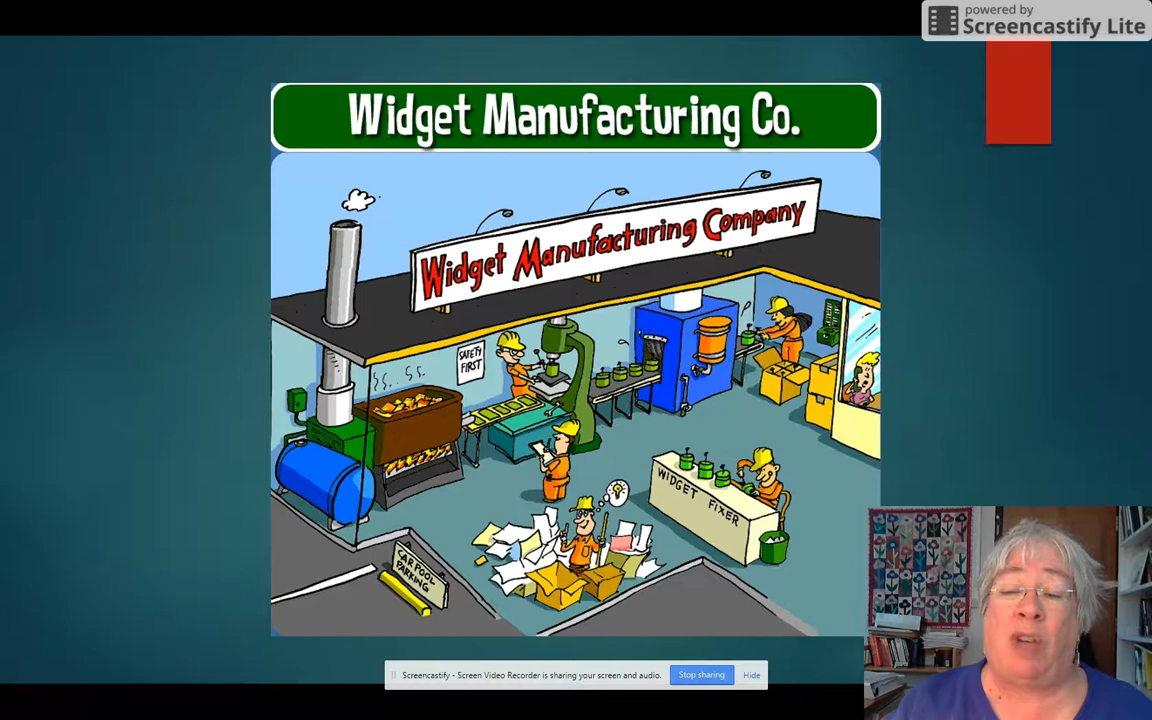 powered by
Screencastify Lite
Widget Manufacturing Co.
Widget Manufacturing Company
SAFETY
FIRST
WIDGET FIXER
CAR POOL
PARKING
Screencastify - Screen Video Recorder is sharing your screen and audio.
Stop sharing
Hide